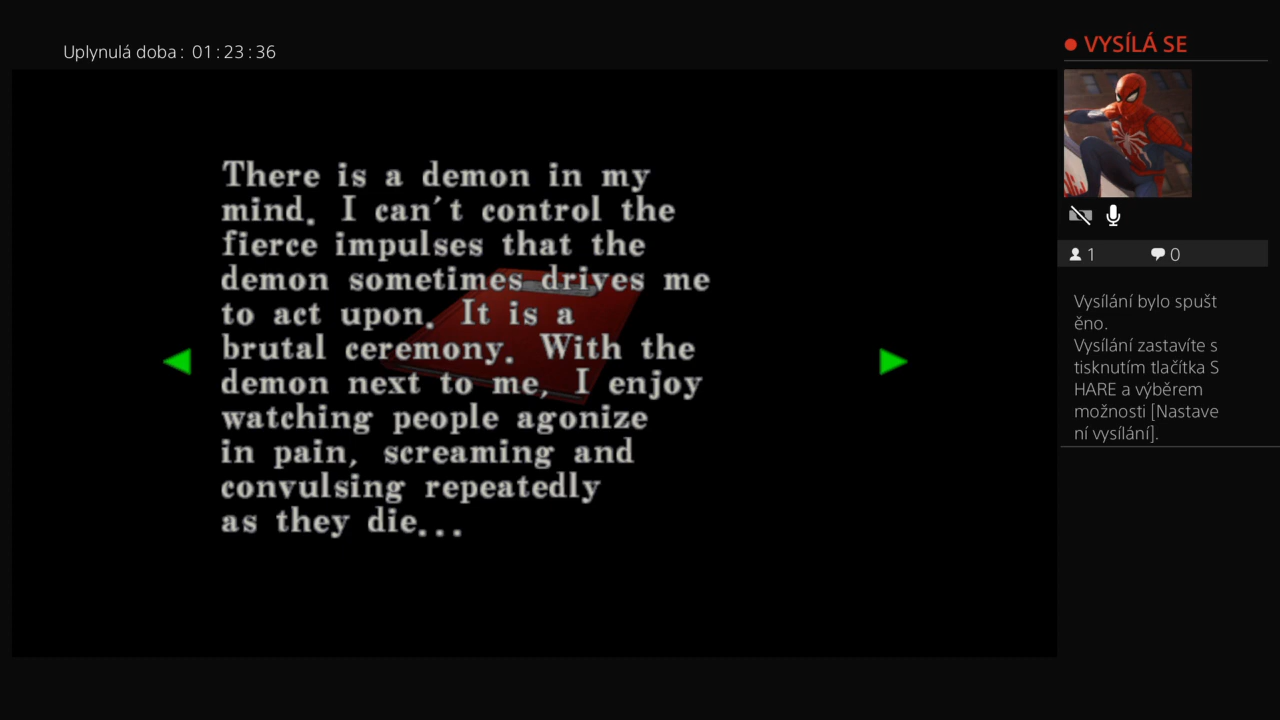 Uplynulá doba: 01:23:36
VYSÍLÁ SE
There is a demon in my
mind. I can't control the
fierce impulses that the
demon sometimes drives me
to act upon. It is a
brutal ceremony. With the
demon next to me, I enjoy
watching people agonize
in pain, screaming and
convulsing repeatedly
as they die...
1 0
Vysílání bylo spušt
ěno.
Vysílání zastavíte s
tisknutím tlačítka S
HARE a výběrem
možnosti [Nastave
ní vysílání].